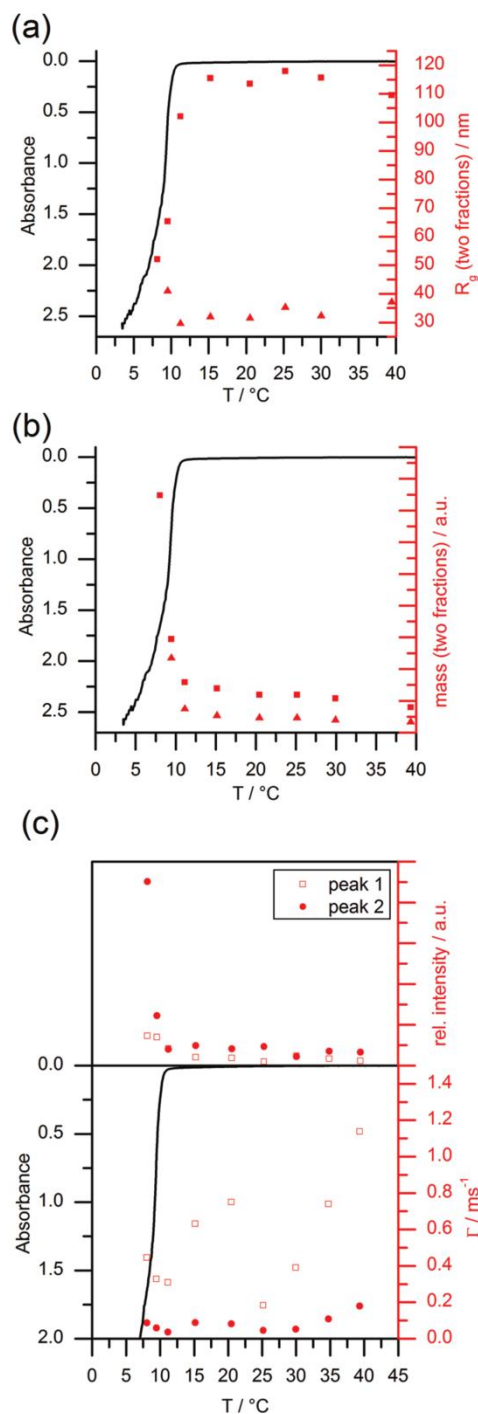 (a)
0.0
0.5
1.0
1.5
2.0
2.5
Absorbance
120
110
100
90
80
70
60
50
40
30
R_g (two fractions) / nm
0 5 10 15 20 25 30 35 40
T / °C
(b)
0.0
0.5
1.0
1.5
2.0
2.5
Absorbance
mass (two fractions) / a.u.
0 5 10 15 20 25 30 35 40
T / °C
(c)
peak 1
peak 2
rel. intensity / a.u.
0.0
0.5
1.0
1.5
2.0
Absorbance
1.4
1.2
1.0
0.8
0.6
0.4
0.2
0.0
Γ / ms⁻¹
0 5 10 15 20 25 30 35 40 45
T / °C